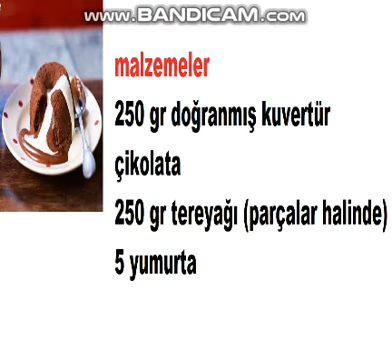 www.BANDICAM.com
malzemeler
250 gr doğranmış kuvertür
çikolata
250 gr tereyağı (parçalar halinde)
5 yumurta